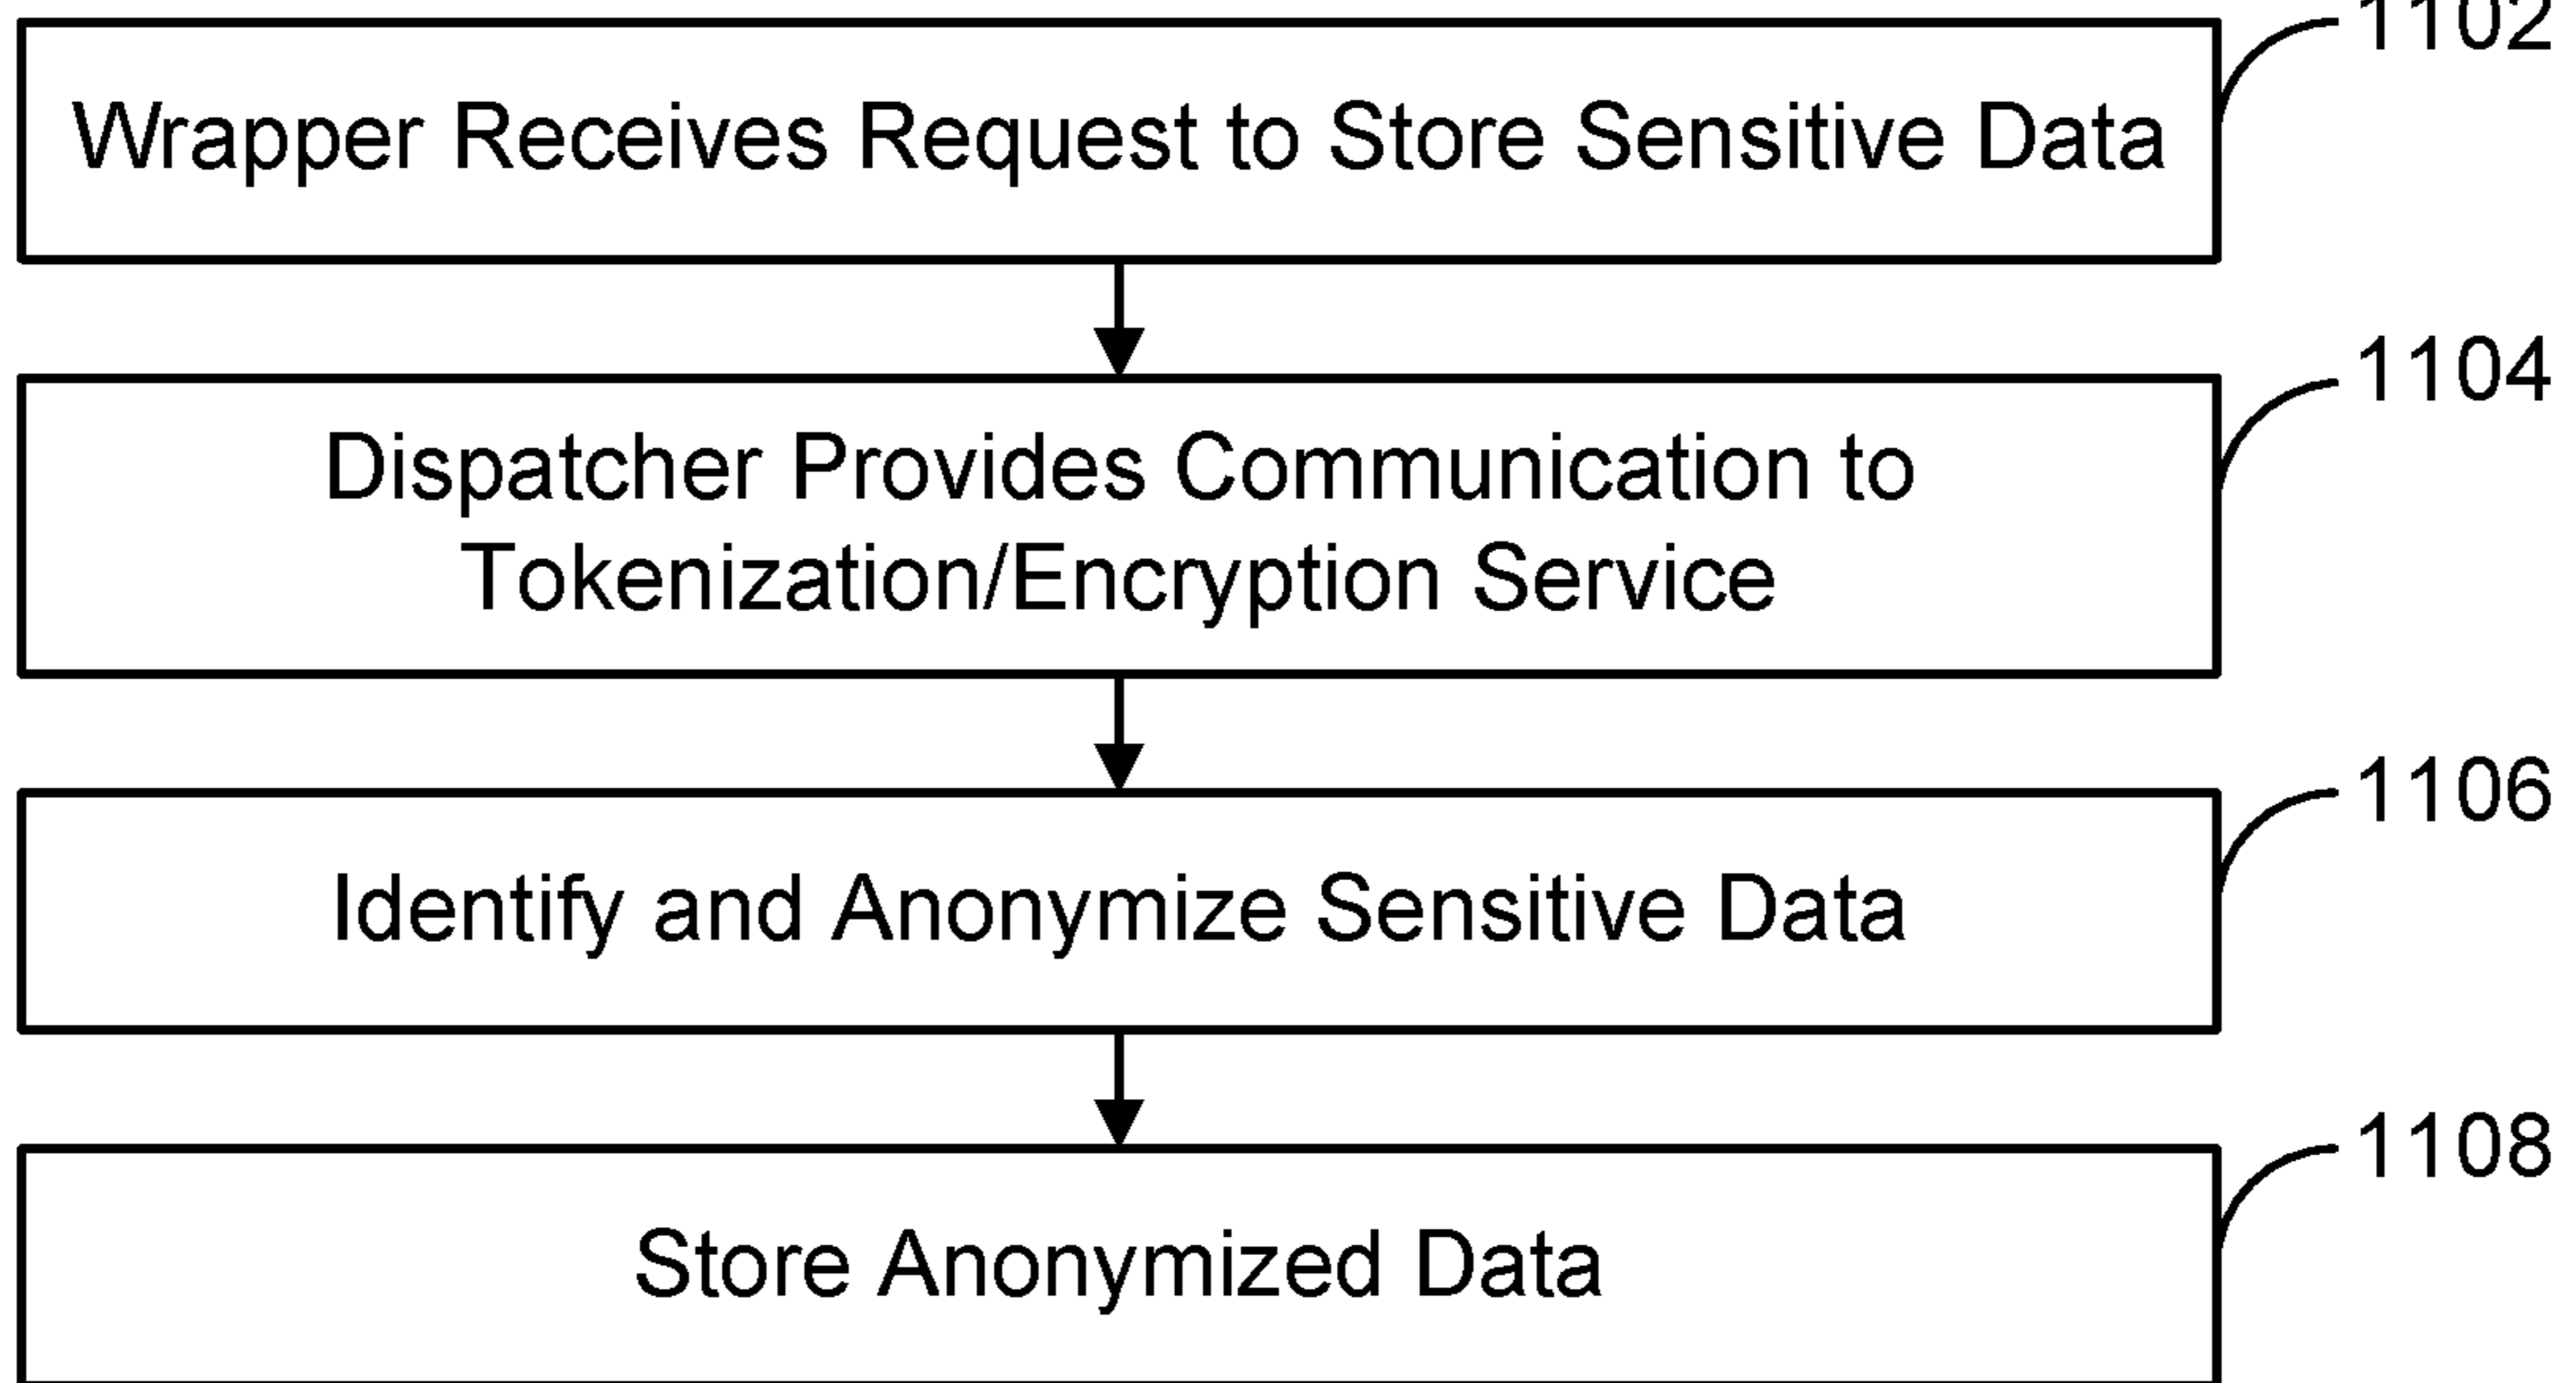 1102
Wrapper Receives Request to Store Sensitive Data
1104
Dispatcher Provides Communication to
Tokenization/Encryption Service
1106
Identify and Anonymize Sensitive Data
1108
Store Anonymized Data